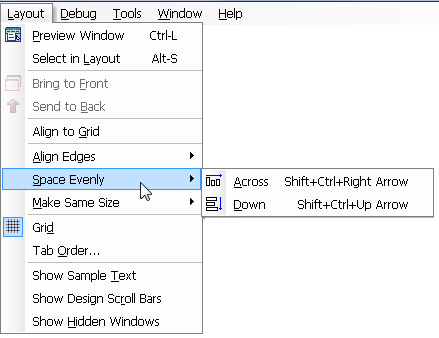 Layout Debug Tools Window Help
Preview Window Ctrl-L
Select in Layout Alt-S
Bring to Front
Send to Back
Align to Grid
Align Edges
Space Evenly
Across Shift+Ctrl+Right Arrow
Make Same Size
Down Shift+Ctrl+Up Arrow
Grid
Tab Order...
Show Sample Text
Show Design Scroll Bars
Show Hidden Windows